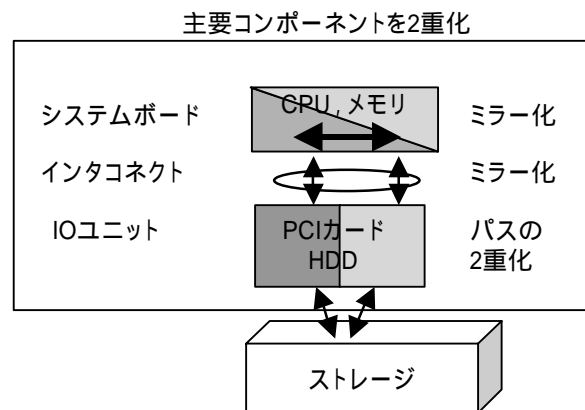 主要コンポーネントを2重化
システムボード
CPU , メモリ
ミラー化
インタコネクト
ミラー化
IOユニット
PCIカード
HDD
パスの
2重化
ストレージ